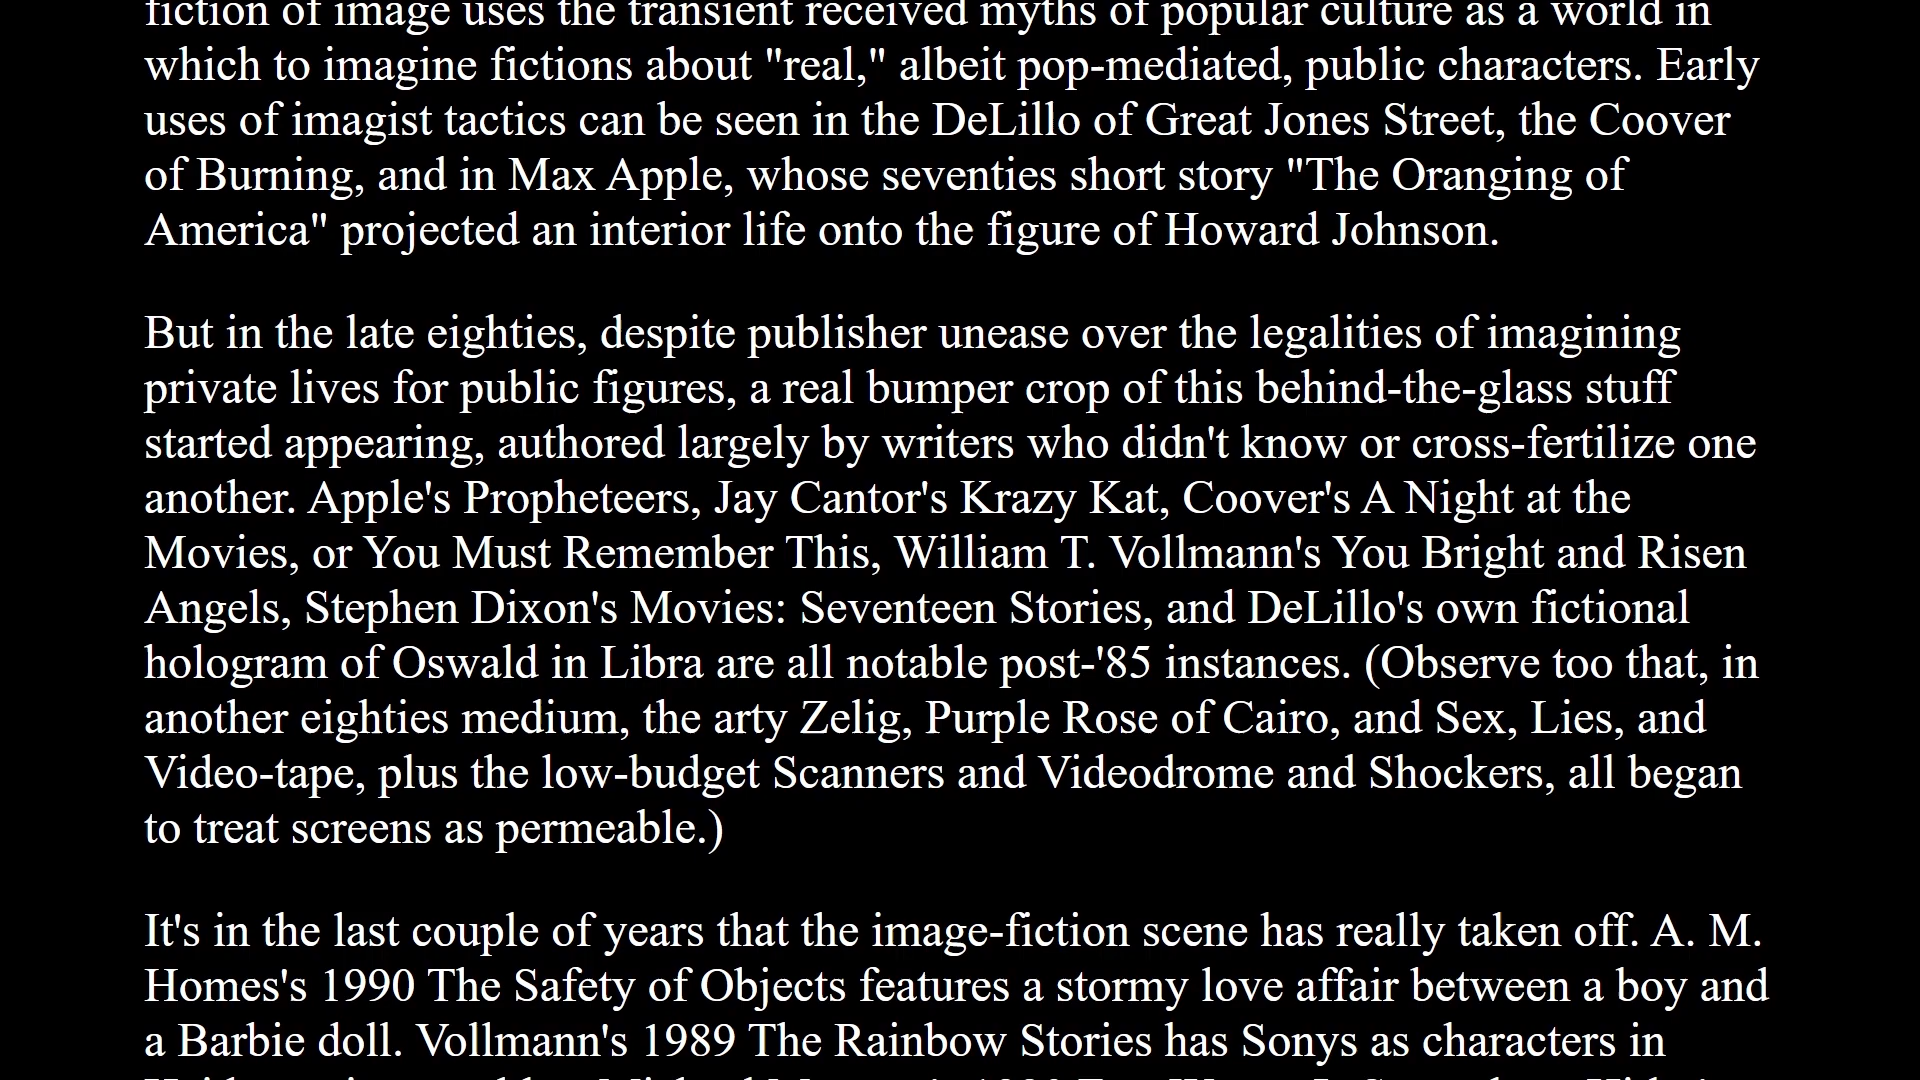 fiction of image uses the transient received myths of popular culture as a world in
which to imagine fictions about "real," albeit pop-mediated, public characters. Early
uses of imagist tactics can be seen in the DeLillo of Great Jones Street, the Coover
of Burning, and in Max Apple, whose seventies short story "The Oranging of
America" projected an interior life onto the figure of Howard Johnson.
But in the late eighties, despite publisher unease over the legalities of imagining
private lives for public figures, a real bumper crop of this behind-the-glass stuff
started appearing, authored largely by writers who didn't know or cross-fertilize one
another. Apple's Propheteers, Jay Cantor's Krazy Kat, Coover's A Night at the
Movies, or You Must Remember This, William T. Vollmann's You Bright and Risen
Angels, Stephen Dixon's Movies: Seventeen Stories, and DeLillo's own fictional
hologram of Oswald in Libra are all notable post-'85 instances. (Observe too that, in
another eighties medium, the arty Zelig, Purple Rose of Cairo, and Sex, Lies, and
Video-tape, plus the low-budget Scanners and Videodrome and Shockers, all began
to treat screens as permeable.)
It's in the last couple of years that the image-fiction scene has really taken off. A. M.
Homes's 1990 The Safety of Objects features a stormy love affair between a boy and
a Barbie doll. Vollmann's 1989 The Rainbow Stories has Sonys as characters in